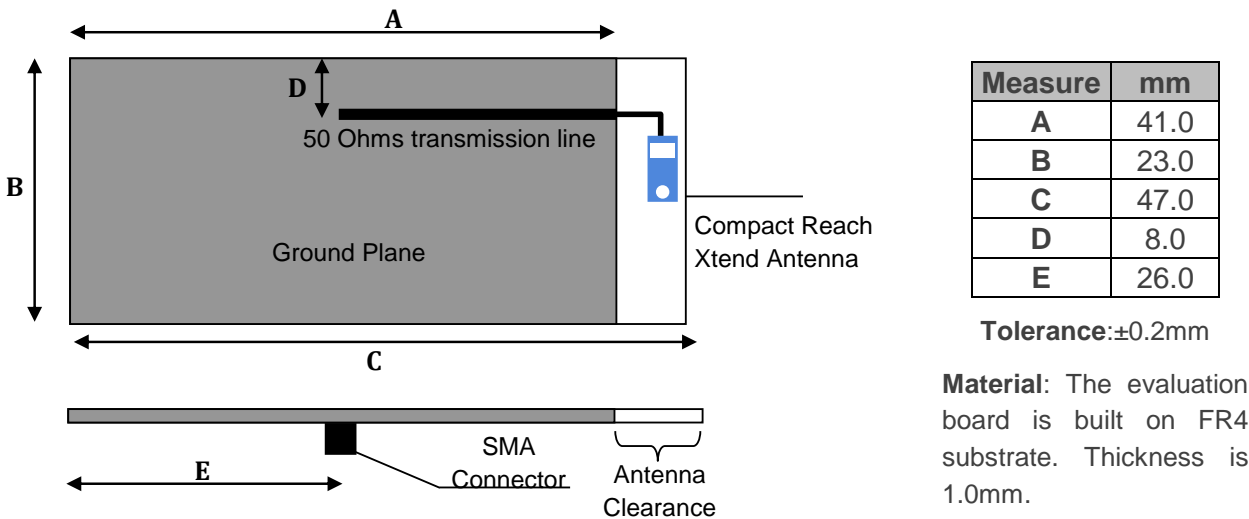 A
D
50 Ohms transmission line
B
Ground Plane
Compact Reach
Xtend Antenna
C
SMA
Connector
E
Antenna
Clearance
Measure mm
A 41.0
B 23.0
C 47.0
D 8.0
E 26.0
Tolerance:±0.2mm
Material: The evaluation
board is built on FR4
substrate. Thickness is
1.0mm.